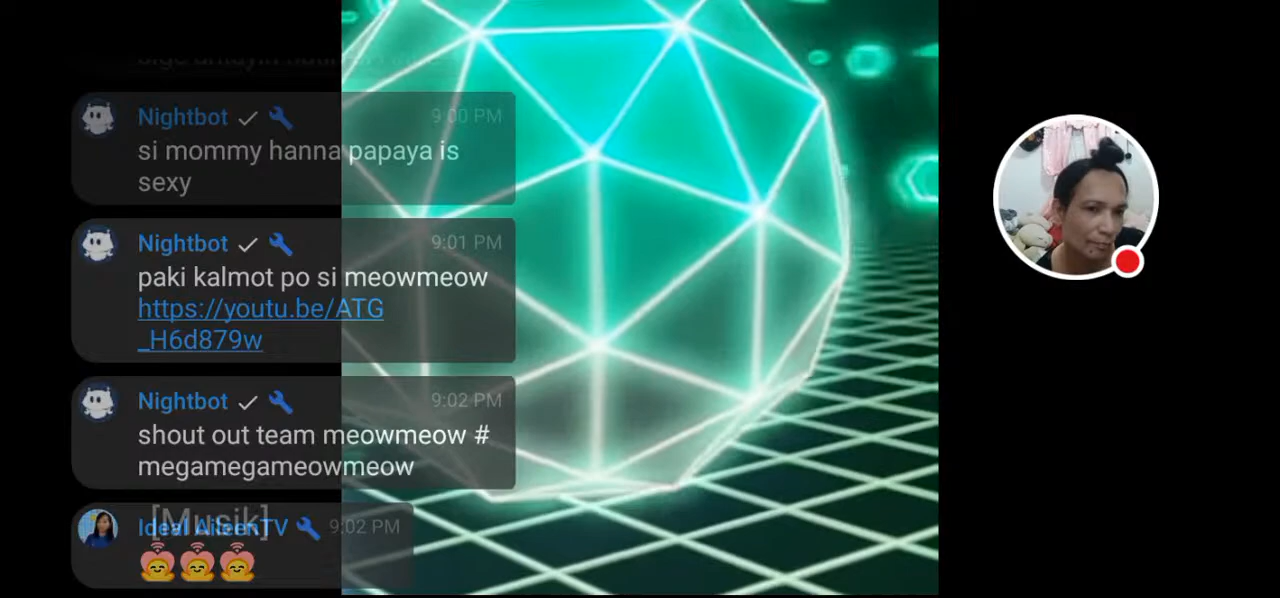 Nightbot 9:00 PM
si mommy hanna papaya is
sexy
Nightbot 9:01 PM
paki kalmot po si meowmeow
https://youtu.be/ATG
_H6d879w
Nightbot 9:02 PM
shout out team meowmeow #
megamegameowmeow
[Musik]
Ideal AileenTV 9:02 PM